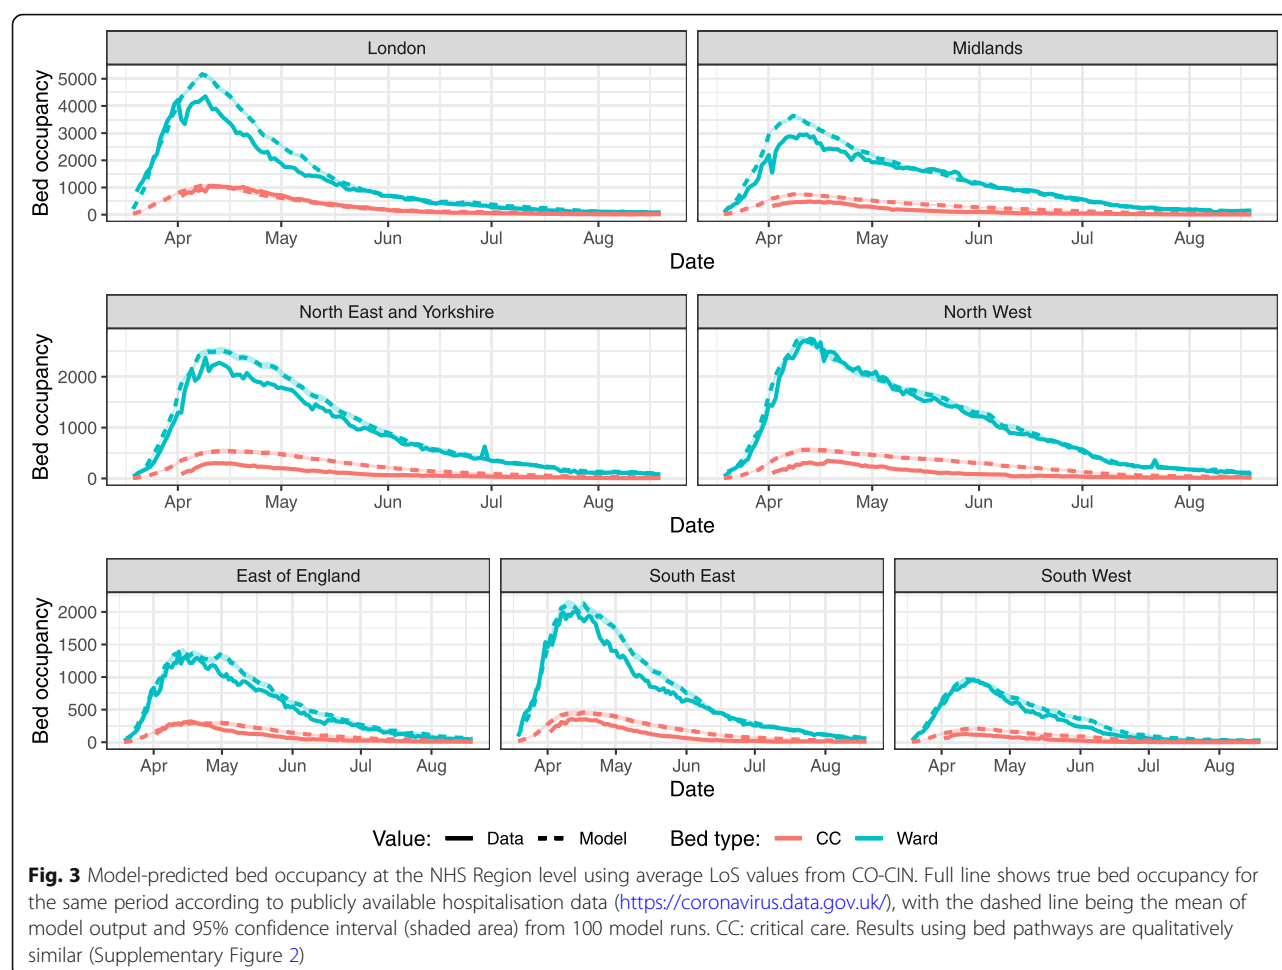 London
Midlands
Bed occupancy
5000
4000
3000
2000
1000
0
Apr May Jun Jul Aug
Apr May Jun Jul Aug
Date
North East and Yorkshire
North West
Bed occupancy
2000
1000
0
Apr May Jun Jul Aug
Apr May Jun Jul Aug
Date
East of England
South East
South West
Bed occupancy
2000
1500
1000
500
0
Apr May Jun Jul Aug
Apr May Jun Jul Aug
Apr May Jun Jul Aug
Date
Value: Data Model Bed type: CC Ward
Fig. 3 Model-predicted bed occupancy at the NHS Region level using average LoS values from CO-CIN. Full line shows true bed occupancy for
the same period according to publicly available hospitalisation data (https://coronavirus.data.gov.uk/), with the dashed line being the mean of
model output and 95% confidence interval (shaded area) from 100 model runs. CC: critical care. Results using bed pathways are qualitatively
similar (Supplementary Figure 2)